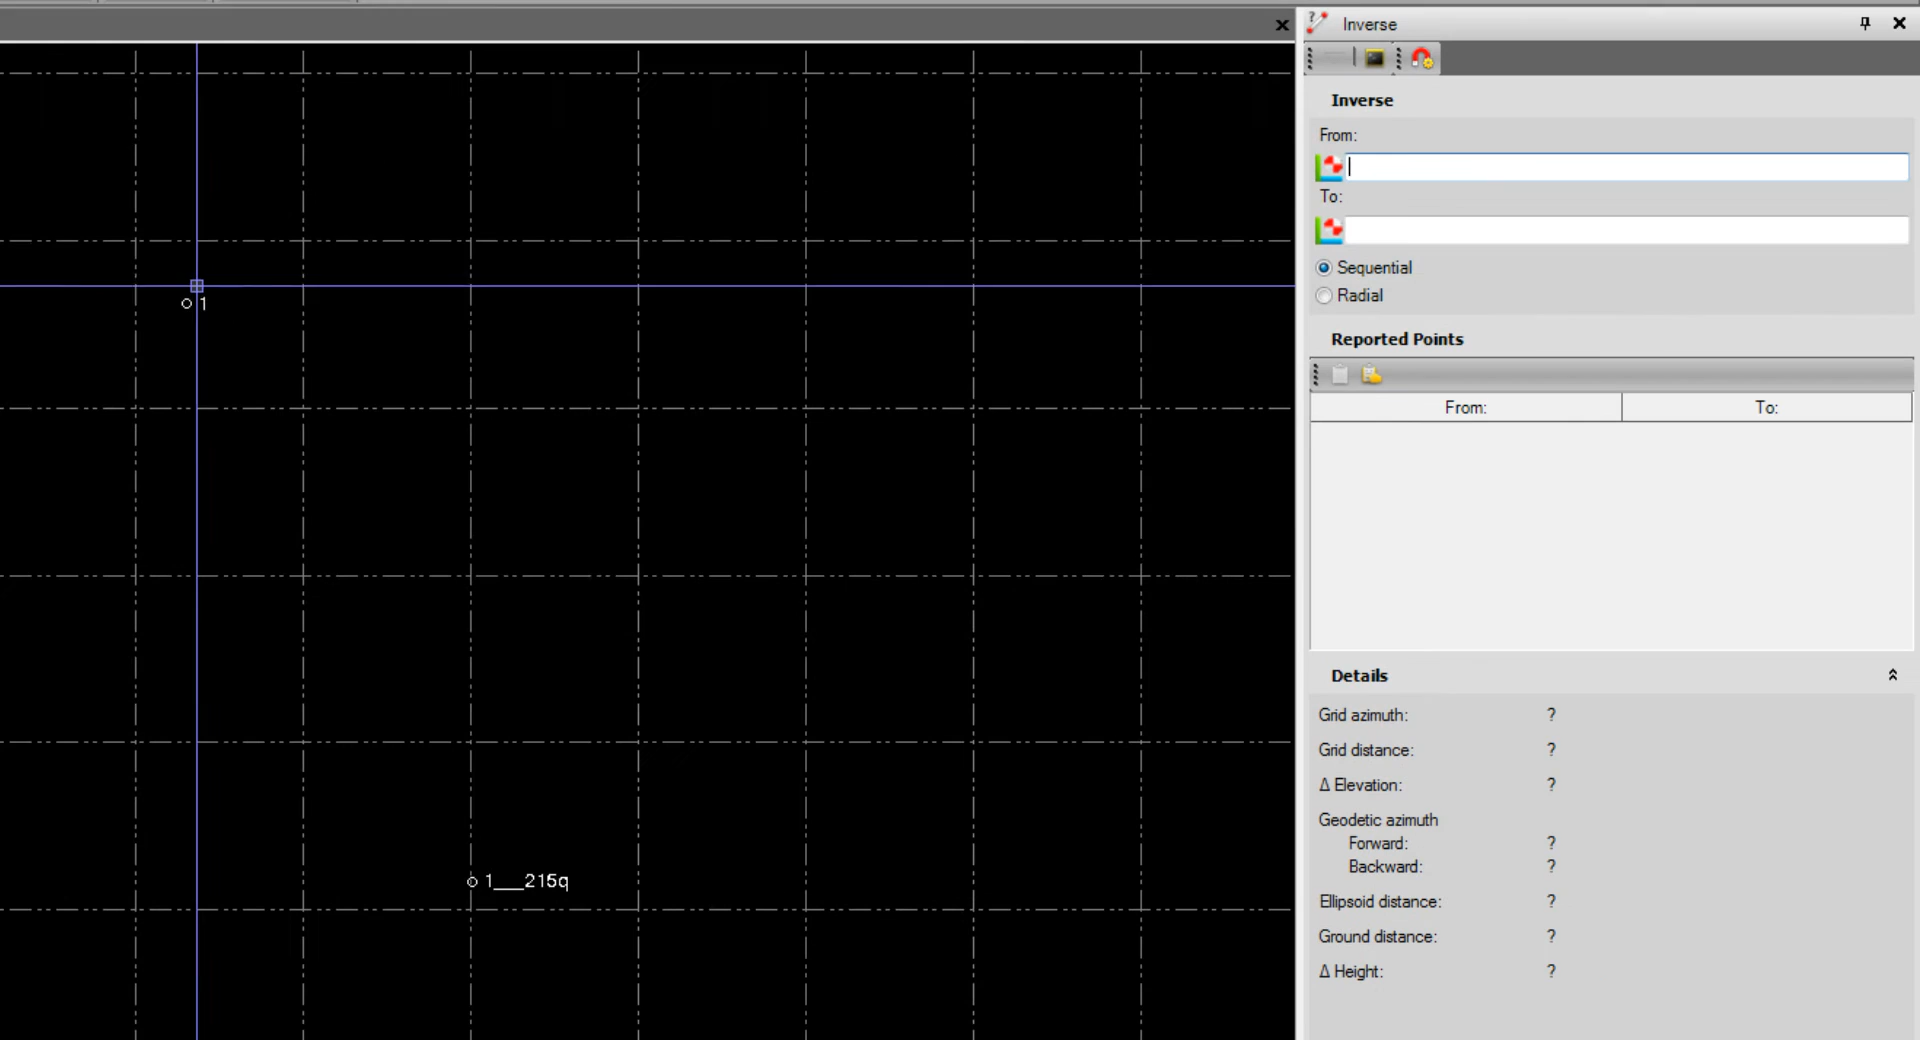 Inverse
Inverse
From:
To:
Sequential
Radial
Reported Points
From: To:
Details
Grid azimuth: ?
Grid distance: ?
Δ Elevation: ?
Geodetic azimuth
Forward: ?
Backward: ?
Ellipsoid distance: ?
Ground distance: ?
Δ Height: ?
1
1___215q